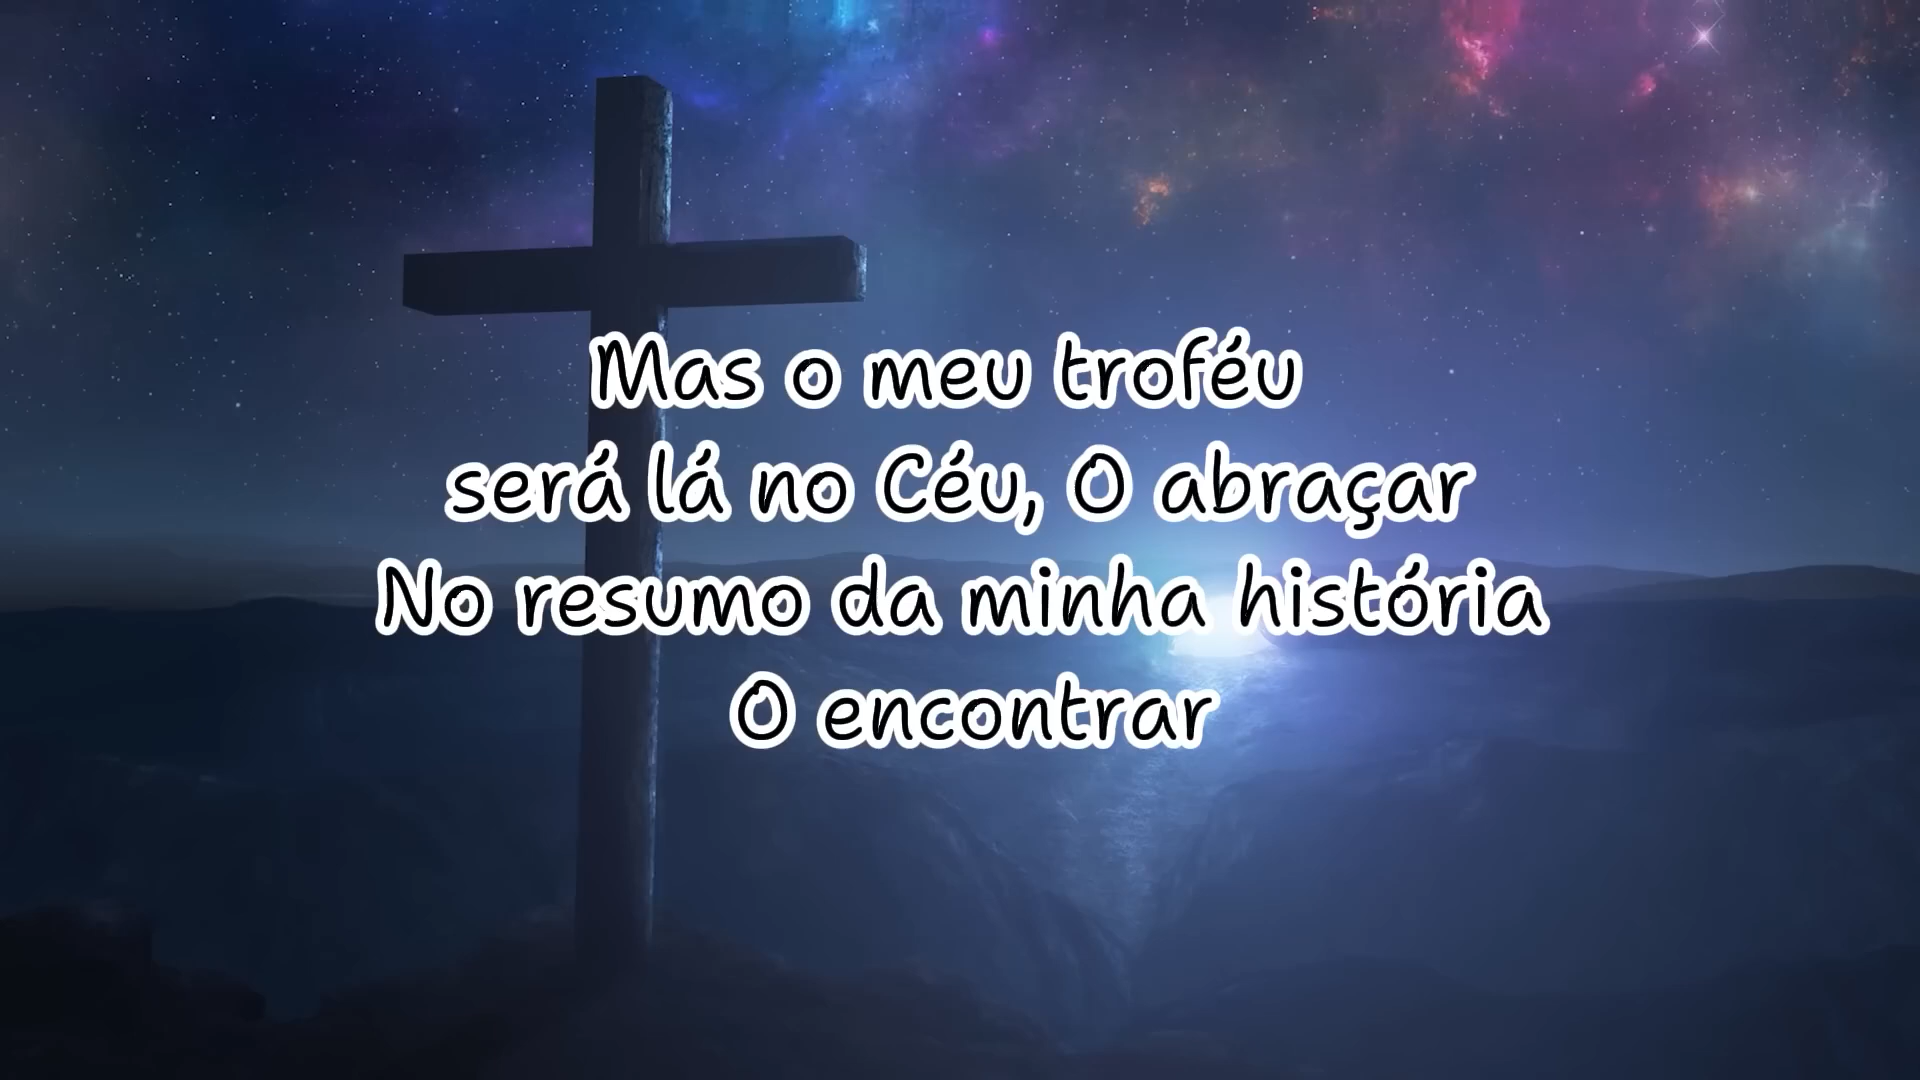 Mas o meu troféu
será lá no Céu, O abraçar
No resumo da minha história
O encontrar